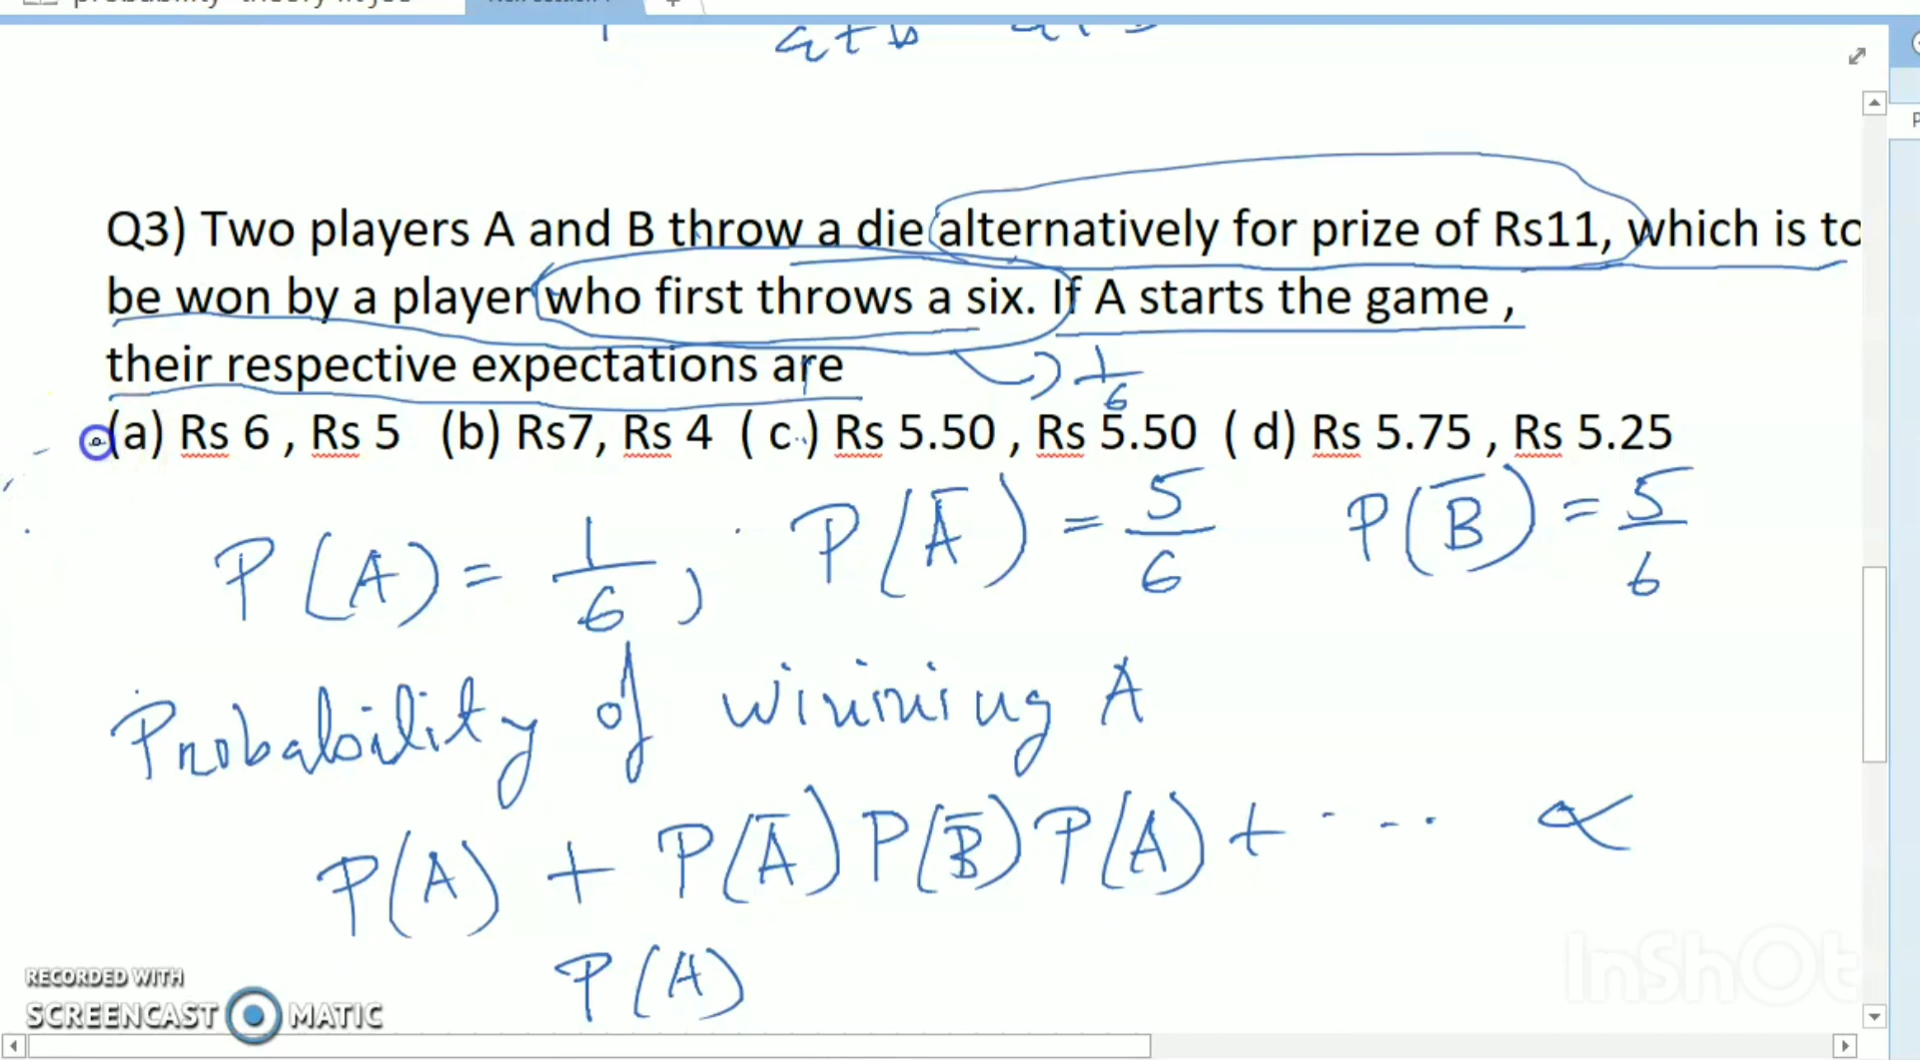 a+b
Q3) Two players A and B throw a die alternatively for prize of Rs11, which is to
be won by a player who first throws a six. If A starts the game ,
their respective expectations are
1/6
(a) Rs 6 , Rs 5 (b) Rs7, Rs 4 ( c.) Rs 5.50 , Rs 5.50 ( d) Rs 5.75 , Rs 5.25
P(A) = 1/6 , P(Ā) = 5/6 P(B̄) = 5/6
Probability of winining A
P(A) + P(Ā) P(B̄) P(A) + ... ∝
P(A)
InShOt
RECORDED WITH
SCREENCAST MATIC